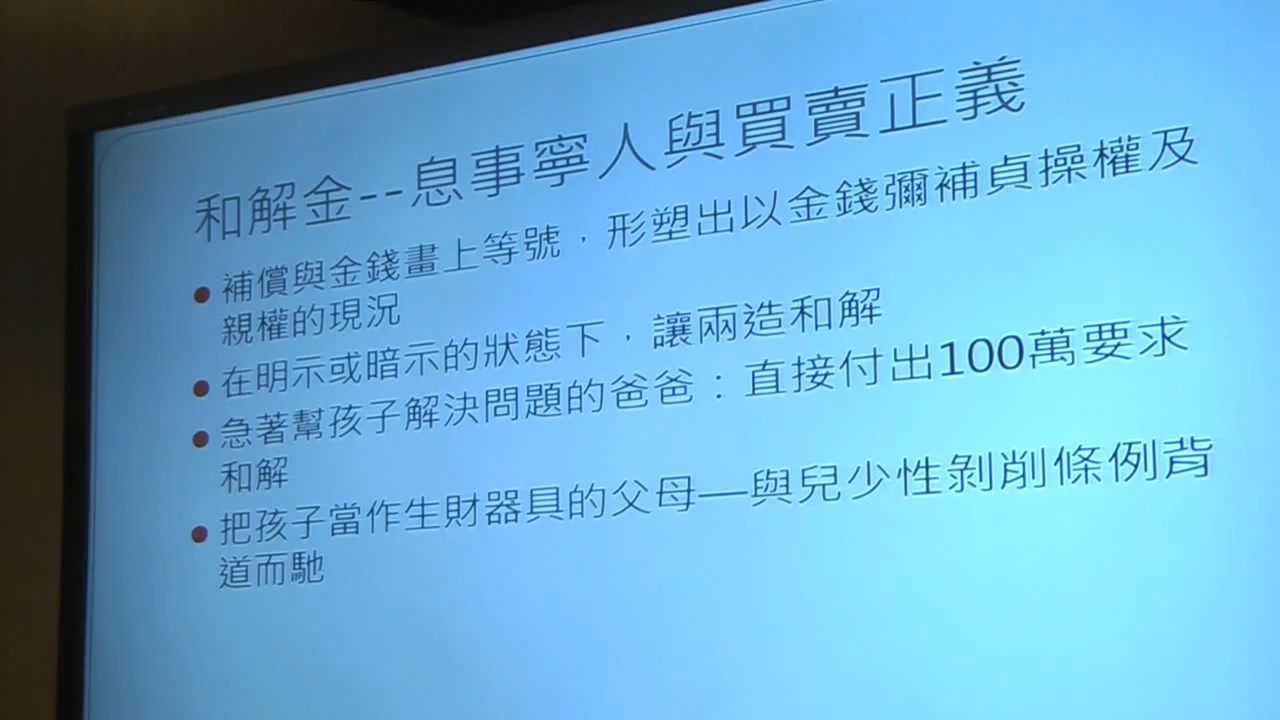 和解金--息事寧人與買賣正義
補償與金錢畫上等號，形塑出以金錢彌補貞操權及
親權的現況
在明示或暗示的狀態下，讓兩造和解
急著幫孩子解決問題的爸爸：直接付出100萬要求
和解
把孩子當作生財器具的父母—與兒少性剝削條例背
道而馳